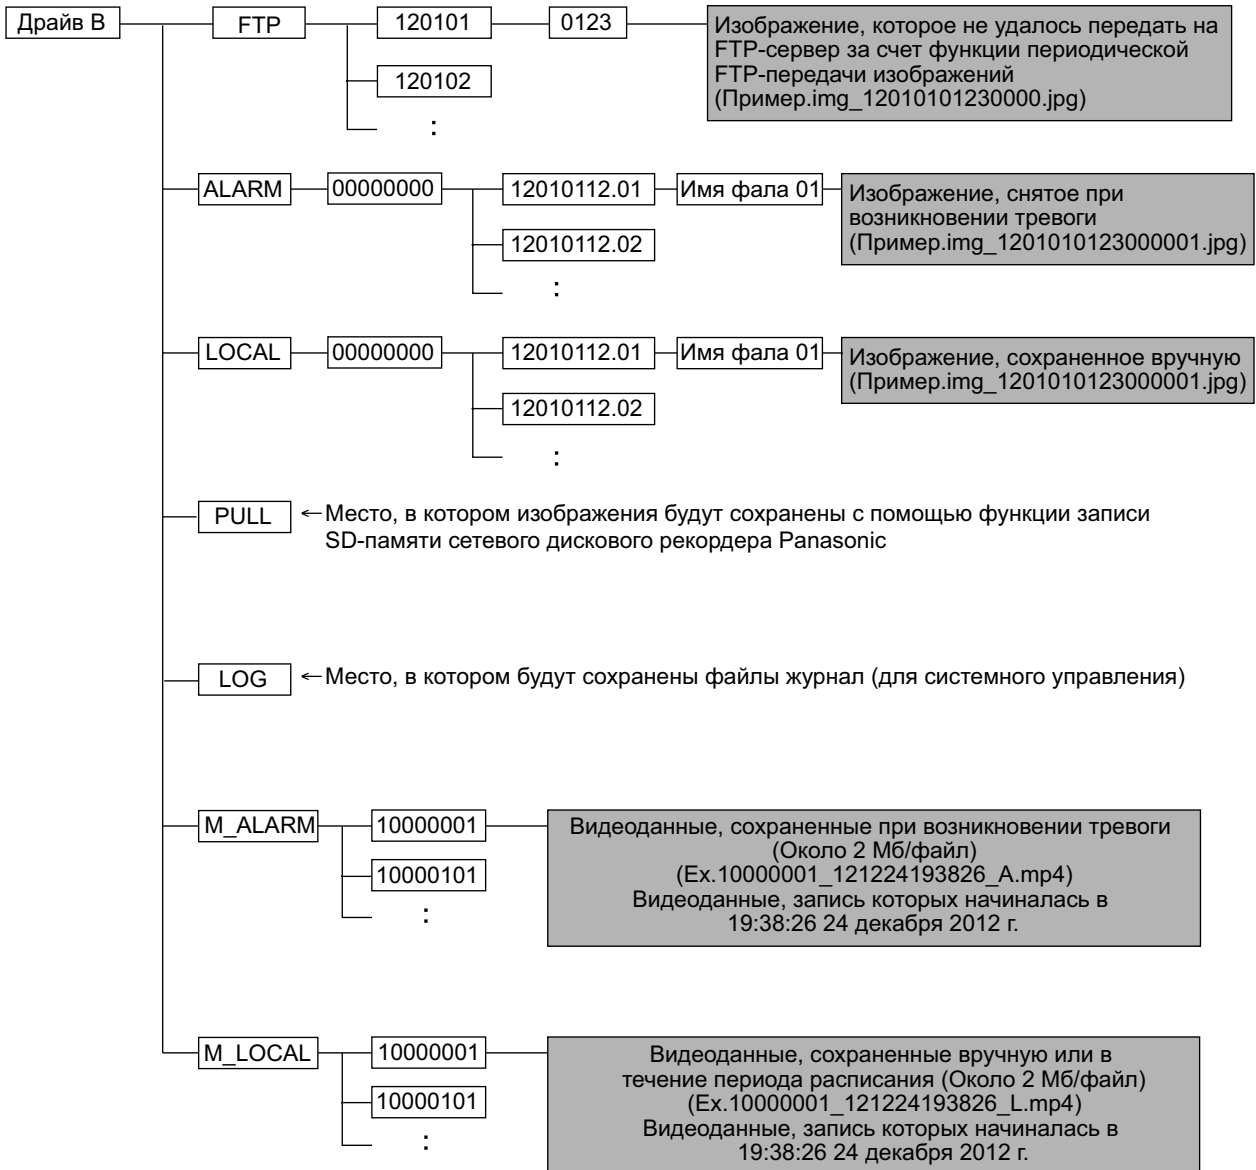 Драйв B
FTP
120101
0123
Изображение, которое не удалось передать на
FTP-сервер за счет функции периодической
FTP-передачи изображений
(Пример.img_12010101230000.jpg)
120102
:
ALARM
00000000
12010112.01
Имя фала 01
Изображение, снятое при
возникновении тревоги
(Пример.img_1201010123000001.jpg)
12010112.02
:
LOCAL
00000000
12010112.01
Имя фала 01
Изображение, сохраненное вручную
(Пример.img_1201010123000001.jpg)
12010112.02
:
PULL
←Место, в котором изображения будут сохранены с помощью функции записи
SD-памяти сетевого дискового рекордера Panasonic
LOG
←Место, в котором будут сохранены файлы журнал (для системного управления)
M_ALARM
10000001
Видеоданные, сохраненные при возникновении тревоги
(Около 2 Мб/файл)
(Ex.10000001_121224193826_A.mp4)
Видеоданные, запись которых начиналась в
19:38:26 24 декабря 2012 г.
10000101
:
M_LOCAL
10000001
Видеоданные, сохраненные вручную или в
течение периода расписания (Около 2 Мб/файл)
(Ex.10000001_121224193826_L.mp4)
Видеоданные, запись которых начиналась в
19:38:26 24 декабря 2012 г.
10000101
: